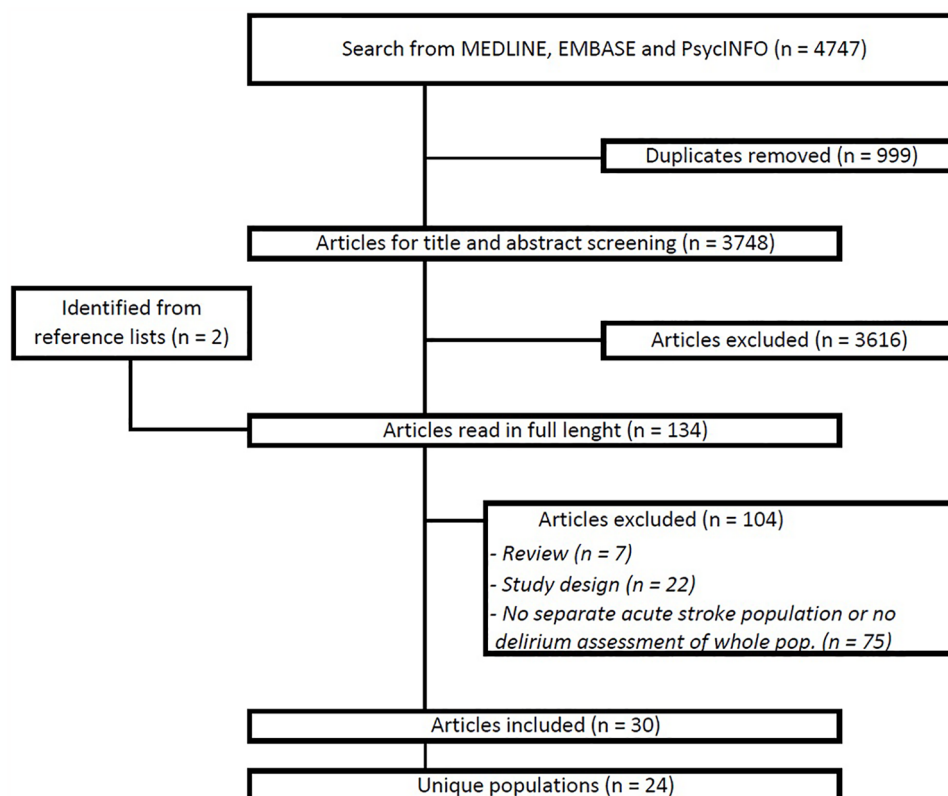 Search from MEDLINE, EMBASE and PsycINFO (n = 4747)
Duplicates removed (n = 999)
Articles for title and abstract screening (n = 3748)
Identified from
reference lists (n = 2)
Articles excluded (n = 3616)
Articles read in full lenght (n = 134)
Articles excluded (n = 104)
- Review (n = 7)
- Study design (n = 22)
- No separate acute stroke population or no
delirium assessment of whole pop. (n = 75)
Articles included (n = 30)
Unique populations (n = 24)